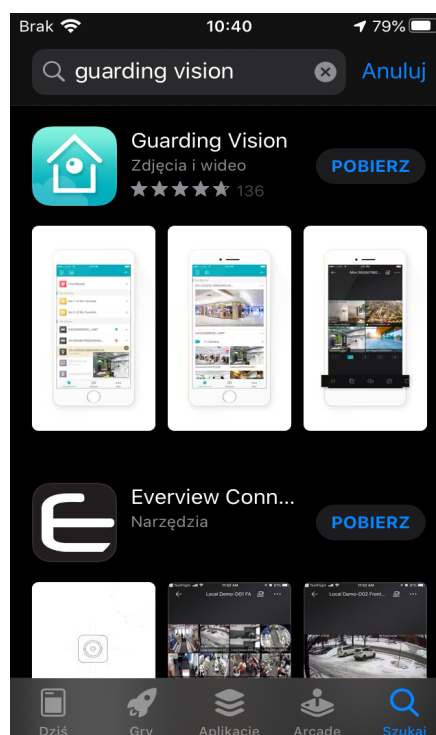 Brak 10:40 79%
guarding vision Anuluj
Guarding Vision
Zdjęcia i wideo
POBIERZ
136
Everview Conn...
Narzędzia
POBIERZ
Local Demo-D01 FA
Local Demo-D02 Front...
Dziś Gry Aplikacje Arcade Szukaj